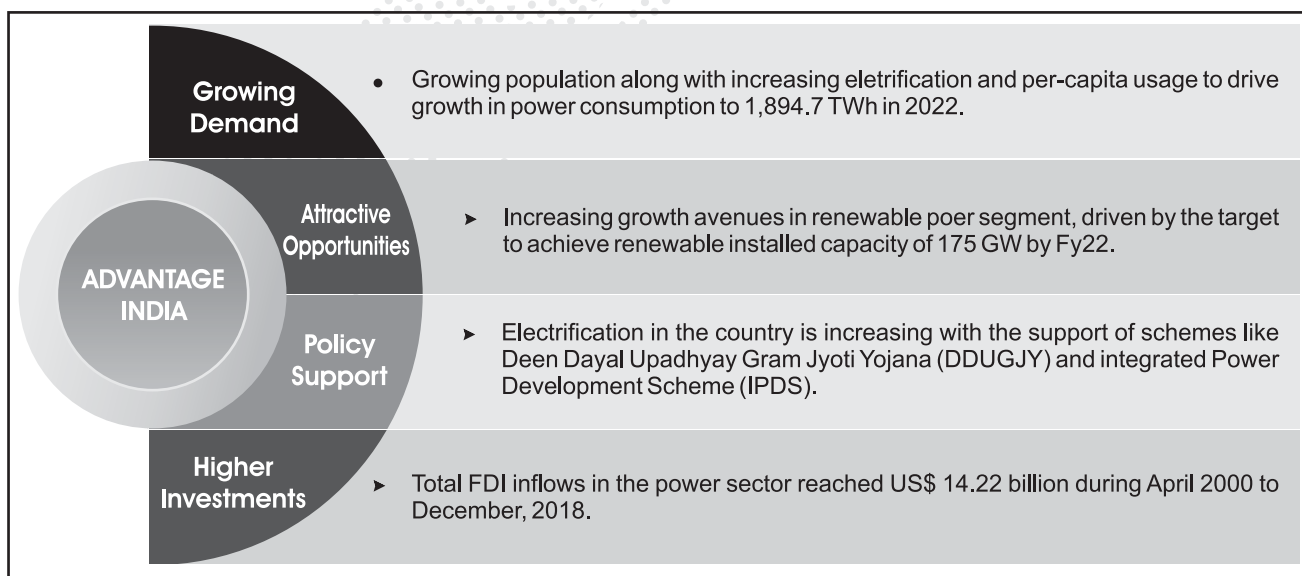 ADVANTAGE
INDIA
Growing
Demand
• Growing population along with increasing eletrification and per-capita usage to drive
growth in power consumption to 1,894.7 TWh in 2022.
Attractive
Opportunities
➤ Increasing growth avenues in renewable poer segment, driven by the target
to achieve renewable installed capacity of 175 GW by Fy22.
Policy
Support
➤ Electrification in the country is increasing with the support of schemes like
Deen Dayal Upadhyay Gram Jyoti Yojana (DDUGJY) and integrated Power
Development Scheme (IPDS).
Higher
Investments
➤ Total FDI inflows in the power sector reached US$ 14.22 billion during April 2000 to
December, 2018.